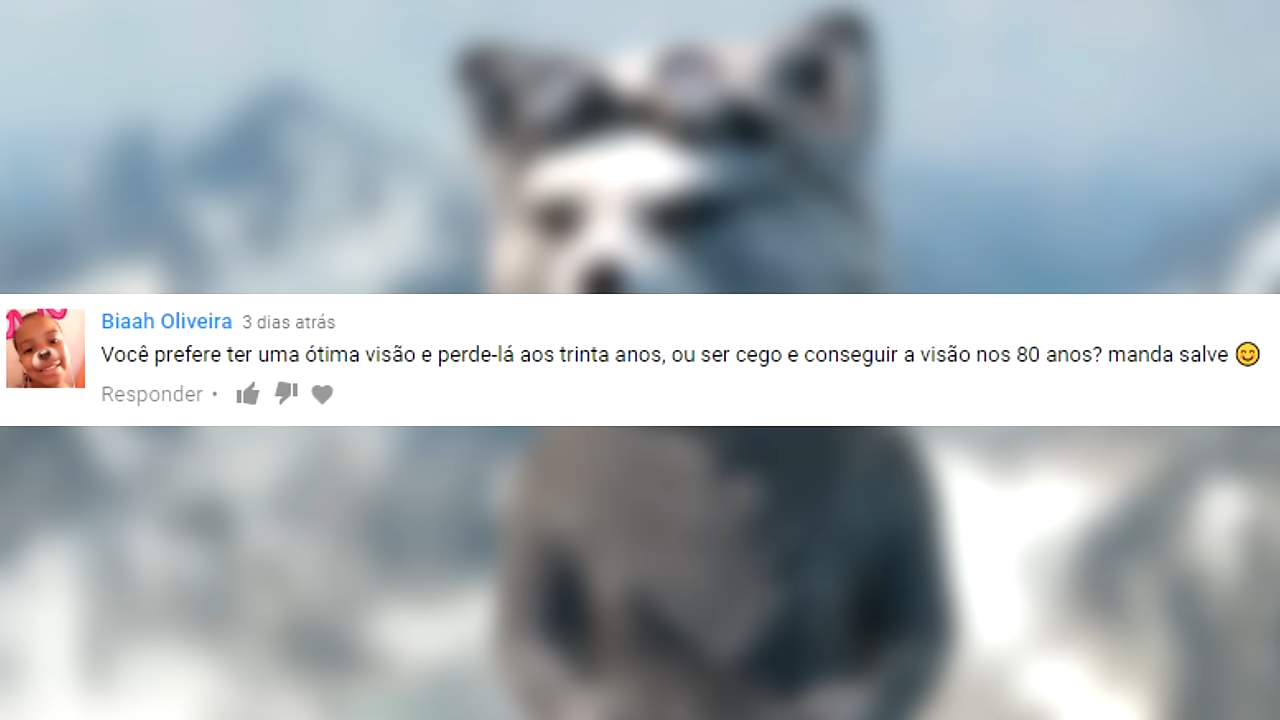 Biaah Oliveira 3 dias atrás
Você prefere ter uma ótima visão e perde-lá aos trinta anos, ou ser cego e conseguir a visão nos 80 anos? manda salve 😊
Responder •